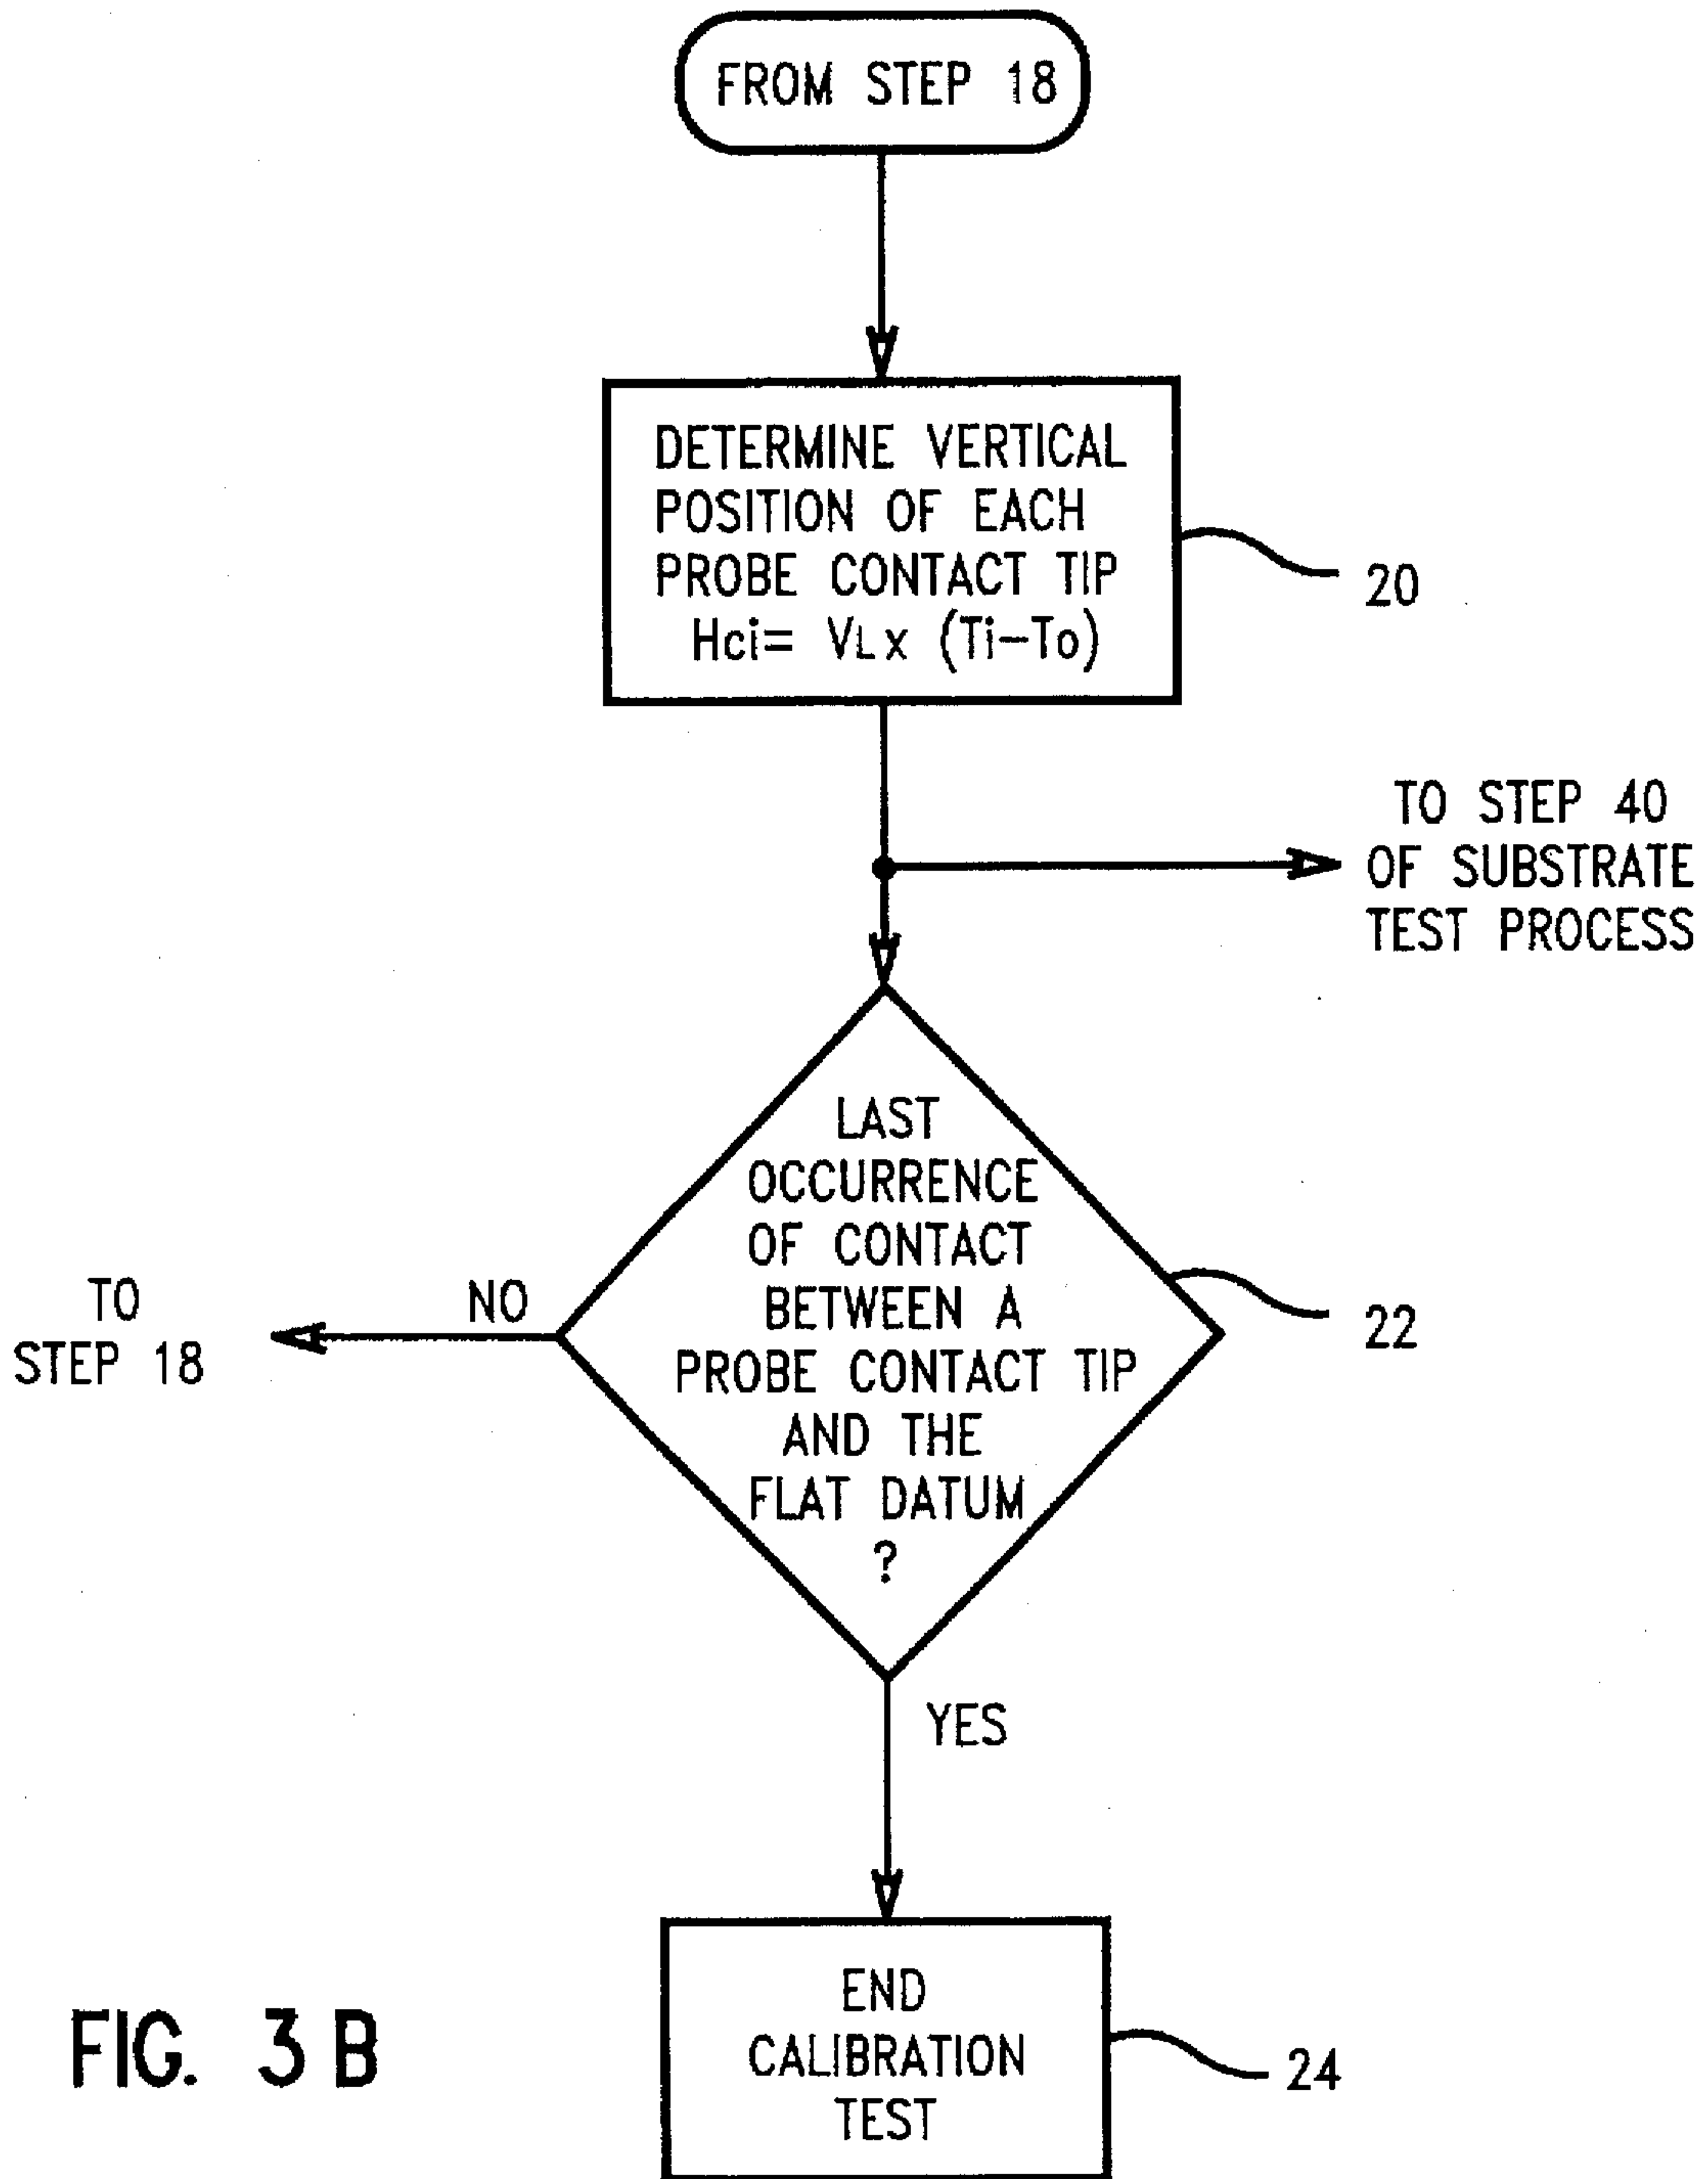 FROM STEP 18
DETERMINE VERTICAL
POSITION OF EACH
PROBE CONTACT TIP
Hci= VLx (Ti-To)
20
TO STEP 40
OF SUBSTRATE
TEST PROCESS
LAST
OCCURRENCE
OF CONTACT
BETWEEN A
PROBE CONTACT TIP
AND THE
FLAT DATUM
?
22
NO
TO
STEP 18
YES
END
CALIBRATION
TEST
24
FIG. 3B